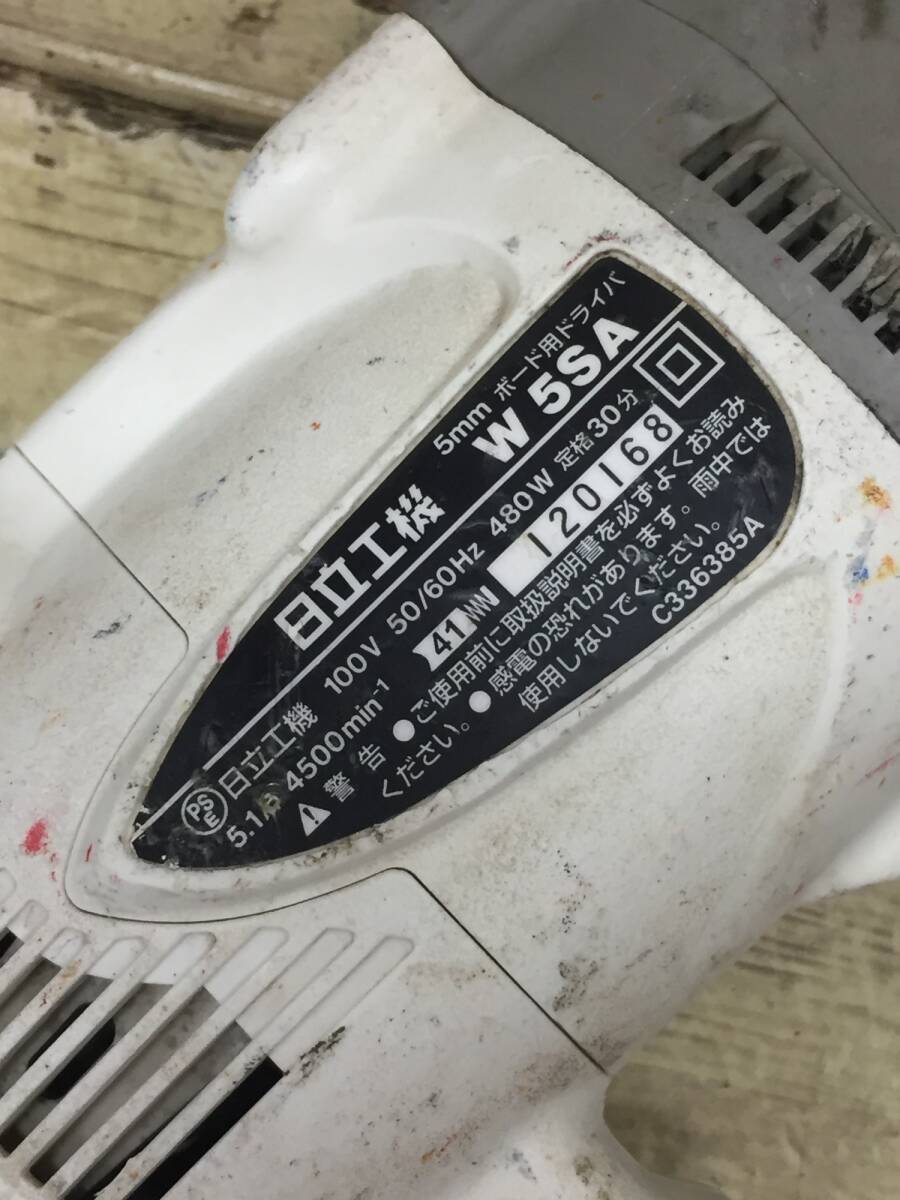 5mm ボード用ドライバ
日立工機 W 5SA
PSE 日立工機 100V 50/60Hz 480W 定格30分
4500min⁻¹ 41NN 120168
⚠ 警告 ●ご使用前に取扱説明書を必ずよくお読み
ください。●感電の恐れがあります。雨中では
使用しないでください。
C336385A